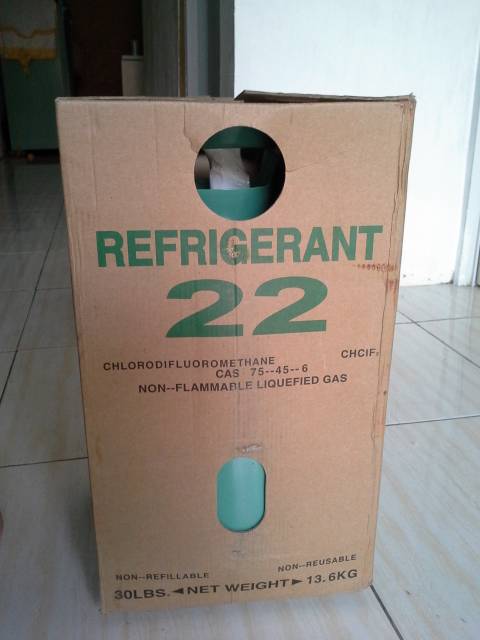 REFRIGERANT
22
CHLORODIFLUOROMETHANE CHClF₂
CAS 75--45--6
NON--FLAMMABLE LIQUEFIED GAS
NON--REFILLABLE NON--REUSABLE
30LBS.◄NET WEIGHT►13.6KG